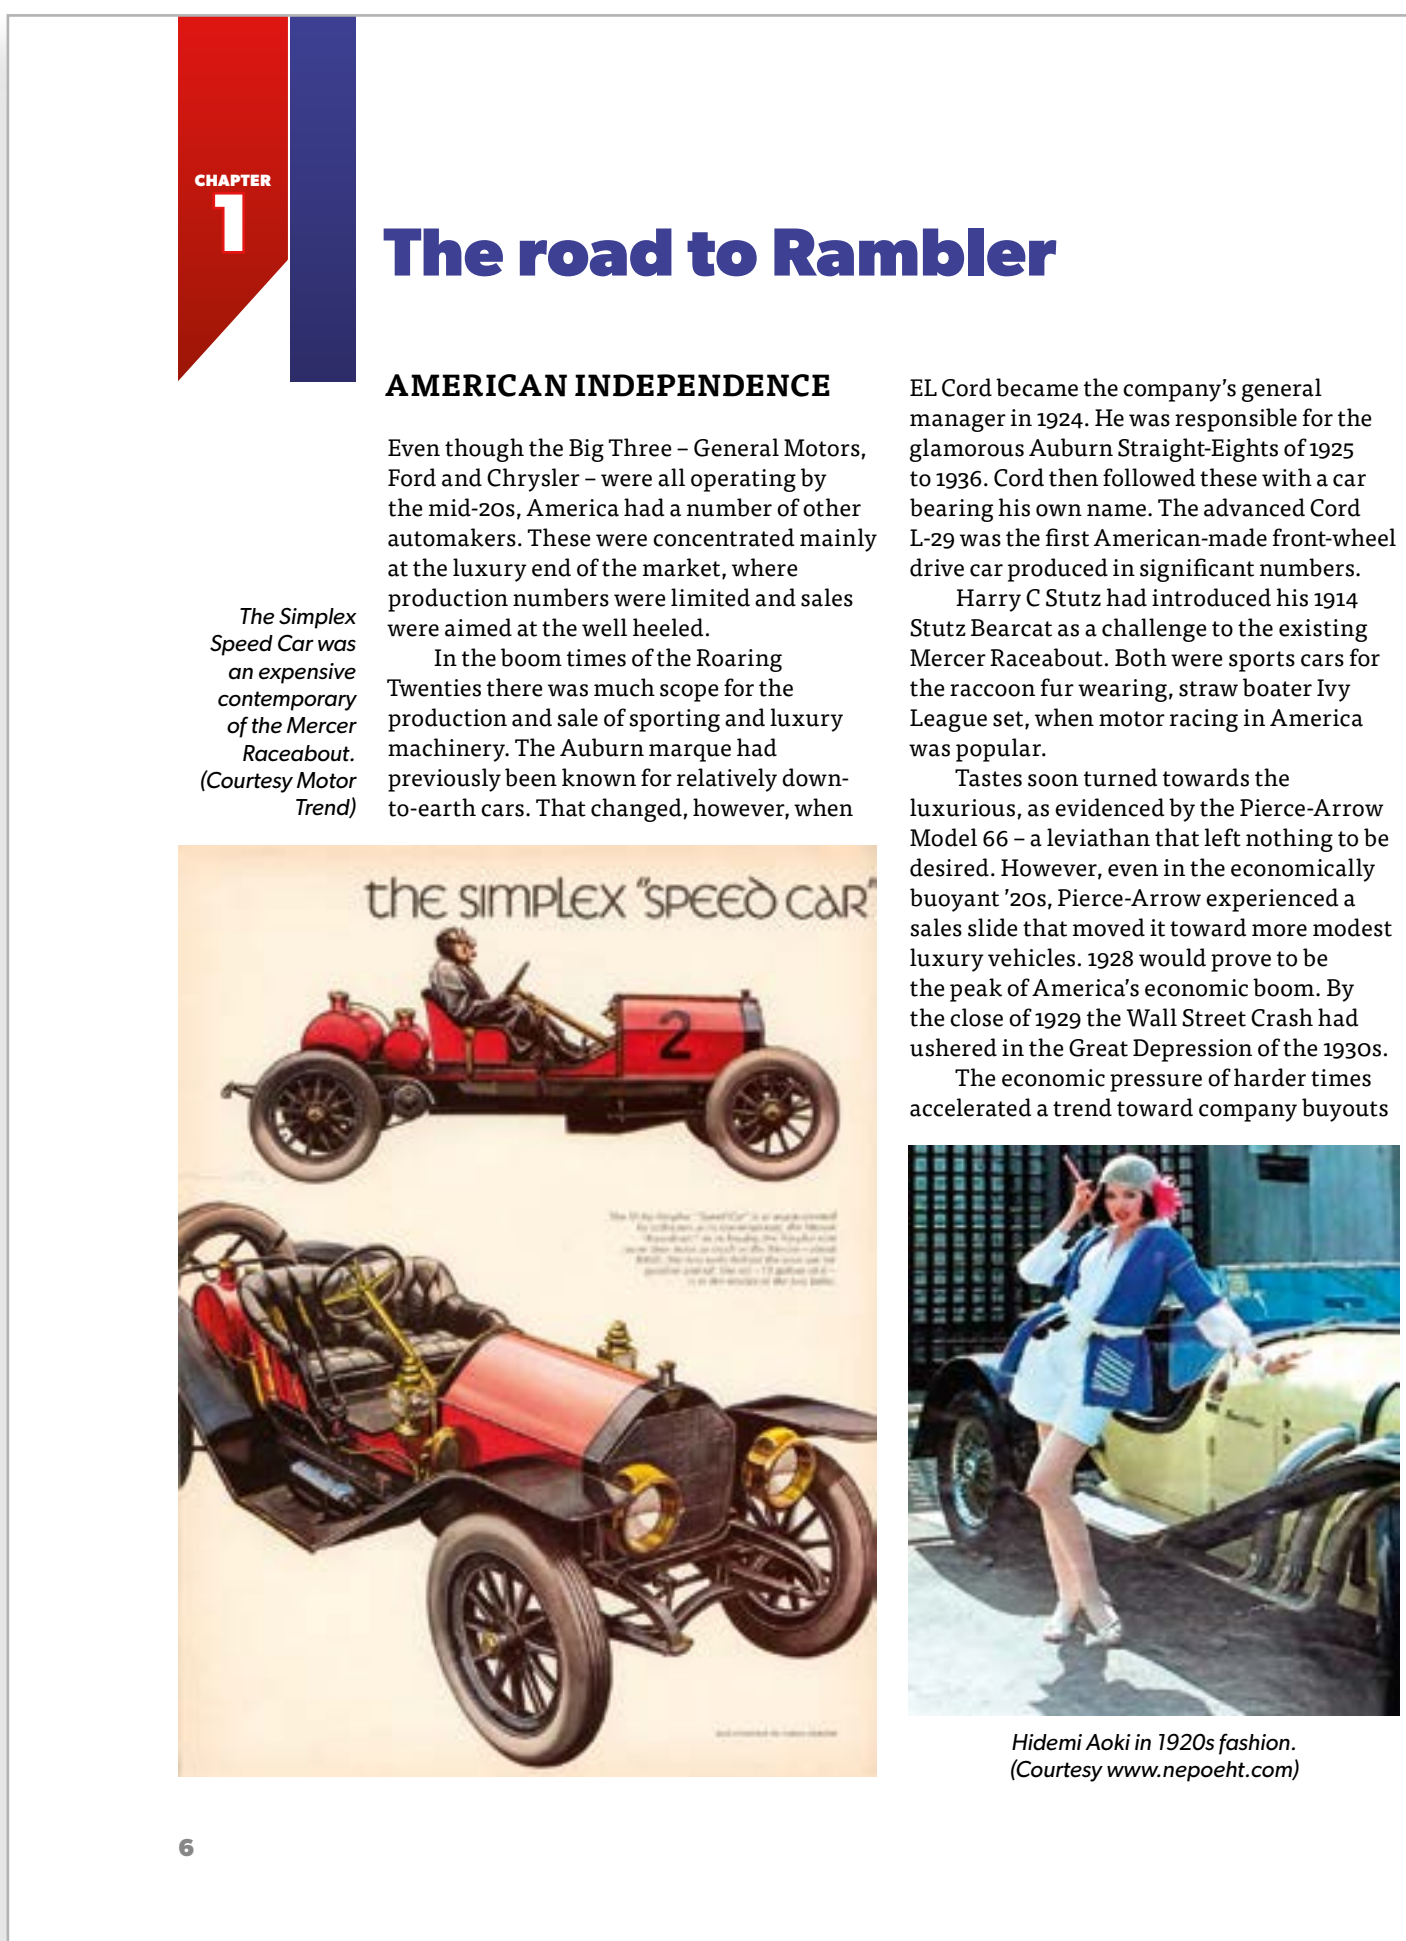 CHAPTER
1
The road to Rambler
AMERICAN INDEPENDENCE
Even though the Big Three – General Motors,
Ford and Chrysler – were all operating by
the mid-20s, America had a number of other
automakers. These were concentrated mainly
at the luxury end of the market, where
production numbers were limited and sales
were aimed at the well heeled.
In the boom times of the Roaring
Twenties there was much scope for the
production and sale of sporting and luxury
machinery. The Auburn marque had
previously been known for relatively down-
to-earth cars. That changed, however, when
EL Cord became the company’s general
manager in 1924. He was responsible for the
glamorous Auburn Straight-Eights of 1925
to 1936. Cord then followed these with a car
bearing his own name. The advanced Cord
L-29 was the first American-made front-wheel
drive car produced in significant numbers.
Harry C Stutz had introduced his 1914
Stutz Bearcat as a challenge to the existing
Mercer Raceabout. Both were sports cars for
the raccoon fur wearing, straw boater Ivy
League set, when motor racing in America
was popular.
Tastes soon turned towards the
luxurious, as evidenced by the Pierce-Arrow
Model 66 – a leviathan that left nothing to be
desired. However, even in the economically
buoyant ’20s, Pierce-Arrow experienced a
sales slide that moved it toward more modest
luxury vehicles. 1928 would prove to be
the peak of America’s economic boom. By
the close of 1929 the Wall Street Crash had
ushered in the Great Depression of the 1930s.
The economic pressure of harder times
accelerated a trend toward company buyouts
The Simplex
Speed Car was
an expensive
contemporary
of the Mercer
Raceabout.
(Courtesy Motor
Trend)
the simplex "speed car"
2
Hidemi Aoki in 1920s fashion.
(Courtesy www.nepoeht.com)
6